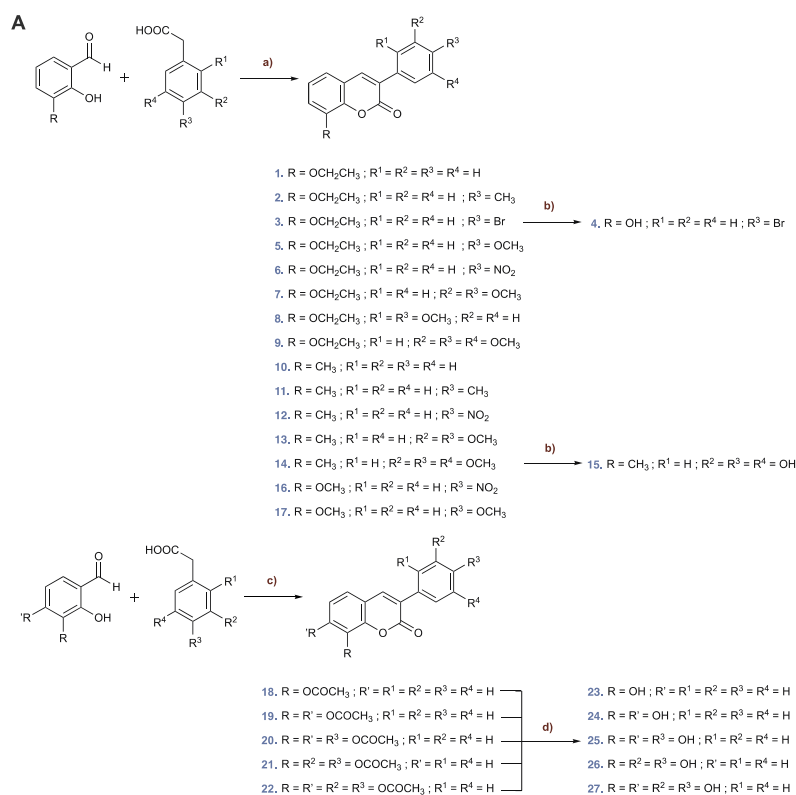 A
HOOC
O
H
OH
R
+
R¹
R²
R³
R⁴
a)
R²
R¹
R³
R⁴
O
O
R
1. R = OCH₂CH₃ ; R¹ = R² = R³ = R⁴ = H
2. R = OCH₂CH₃ ; R¹ = R² = R⁴ = H ; R³ = CH₃
b)
3. R = OCH₂CH₃ ; R¹ = R² = R⁴ = H ; R³ = Br
4. R = OH ; R¹ = R² = R⁴ = H ; R³ = Br
5. R = OCH₂CH₃ ; R¹ = R² = R⁴ = H ; R³ = OCH₃
6. R = OCH₂CH₃ ; R¹ = R² = R⁴ = H ; R³ = NO₂
7. R = OCH₂CH₃ ; R¹ = R⁴ = H ; R² = R³ = OCH₃
8. R = OCH₂CH₃ ; R¹ = R³ = OCH₃ ; R² = R⁴ = H
9. R = OCH₂CH₃ ; R¹ = H ; R² = R³ = R⁴ = OCH₃
10. R = CH₃ ; R¹ = R² = R³ = R⁴ = H
11. R = CH₃ ; R¹ = R² = R⁴ = H ; R³ = CH₃
12. R = CH₃ ; R¹ = R² = R⁴ = H ; R³ = NO₂
13. R = CH₃ ; R¹ = R⁴ = H ; R² = R³ = OCH₃
b)
14. R = CH₃ ; R¹ = H ; R² = R³ = R⁴ = OCH₃
15. R = CH₃ ; R¹ = H ; R² = R³ = R⁴ = OH
16. R = OCH₃ ; R¹ = R² = R⁴ = H ; R³ = NO₂
17. R = OCH₃ ; R¹ = R² = R⁴ = H ; R³ = OCH₃
HOOC
O
H
OH
'R
R
+
R¹
R²
R³
R⁴
c)
R²
R¹
R³
R⁴
O
O
'R
R
18. R = OCOCH₃ ; R' = R¹ = R² = R³ = R⁴ = H
23. R = OH ; R' = R¹ = R² = R³ = R⁴ = H
19. R = R' = OCOCH₃ ; R¹ = R² = R³ = R⁴ = H
24. R = R' = OH ; R¹ = R² = R³ = R⁴ = H
20. R = R' = R³ = OCOCH₃ ; R¹ = R² = R⁴ = H
d)
25. R = R' = R³ = OH ; R¹ = R² = R⁴ = H
21. R = R² = R³ = OCOCH₃ ; R' = R¹ = R⁴ = H
26. R = R² = R³ = OH ; R' = R¹ = R⁴ = H
22. R = R' = R² = R³ = OCOCH₃ ; R¹ = R⁴ = H
27. R = R' = R² = R³ = OH ; R¹ = R⁴ = H